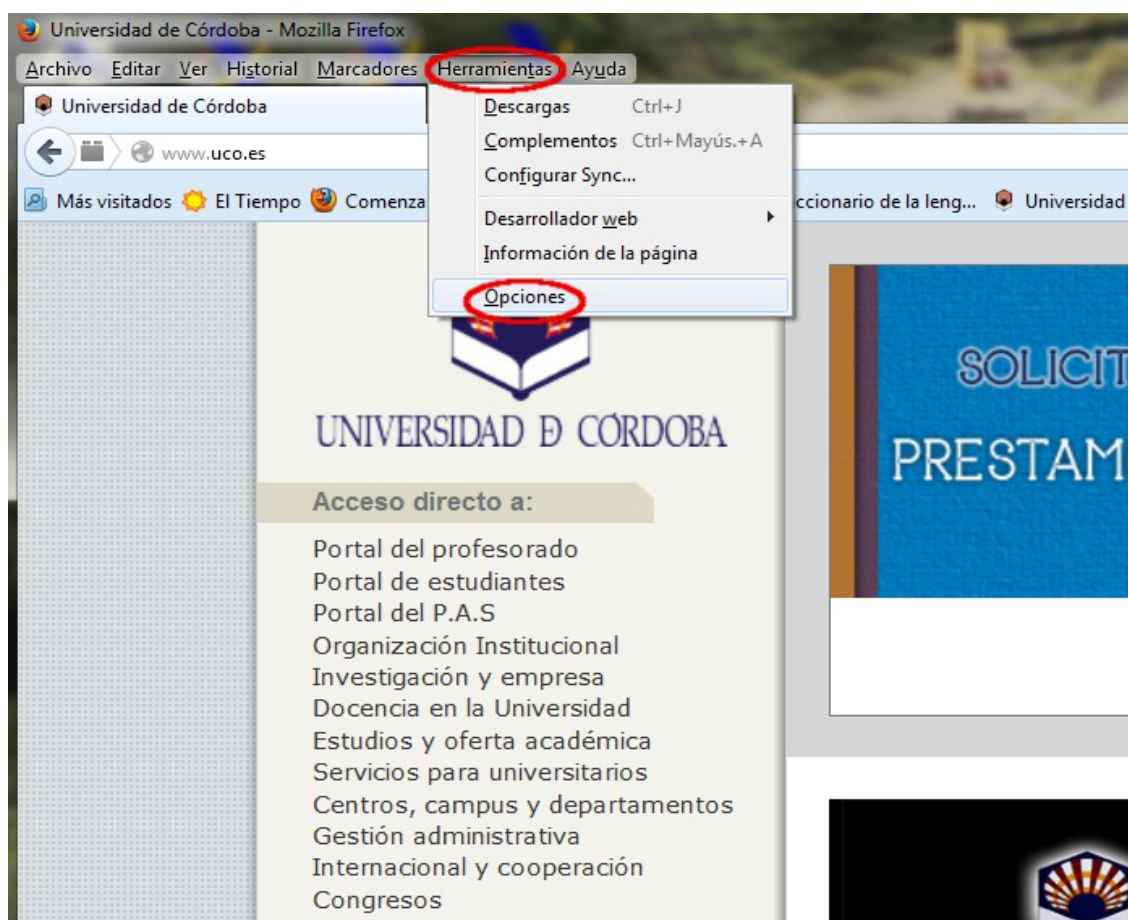 Universidad de Córdoba - Mozilla Firefox
Archivo Editar Ver Historial Marcadores Herramientas Ayuda
Universidad de Córdoba
Descargas Ctrl+J
Complementos Ctrl+Mayús.+A
www.uco.es
Configurar Sync...
Más visitados El Tiempo Comenza
ccionario de la leng... Universidad
Desarrollador web
Información de la página
Opciones
UNIVERSIDAD Ð CÓRDOBA
SOLICIT
PRESTAM
Acceso directo a:
Portal del profesorado
Portal de estudiantes
Portal del P.A.S
Organización Institucional
Investigación y empresa
Docencia en la Universidad
Estudios y oferta académica
Servicios para universitarios
Centros, campus y departamentos
Gestión administrativa
Internacional y cooperación
Congresos